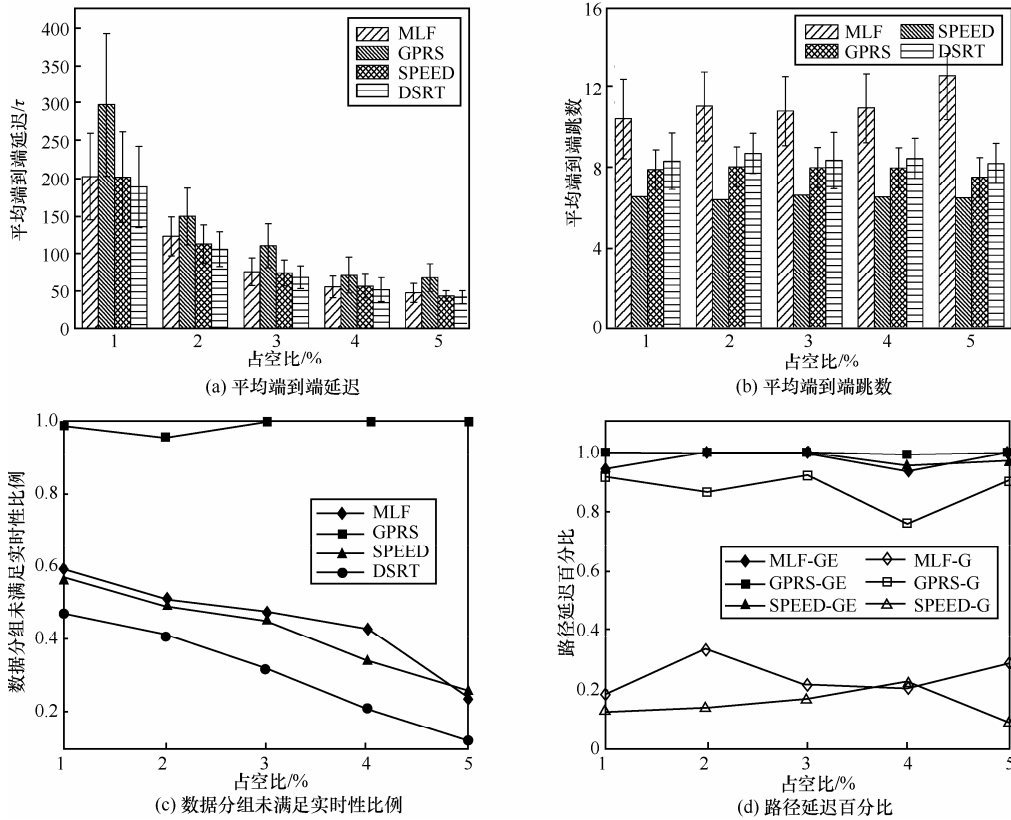 平均端到端延迟/τ
400
350
300
250
200
150
100
50
0
MLF
GPRS
SPEED
DSRT
1 2 3 4 5
占空比/%
(a) 平均端到端延迟
平均端到端跳数
16
12
8
4
0
MLF SPEED
GPRS DSRT
1 2 3 4 5
占空比/%
(b) 平均端到端跳数
数据分组未满足实时性比例
1.0
0.8
0.6
0.4
0.2
MLF
GPRS
SPEED
DSRT
1 2 3 4 5
占空比/%
(c) 数据分组未满足实时性比例
路径延迟百分比
1.0
0.8
0.6
0.4
0.2
0
MLF-GE MLF-G
GPRS-GE GPRS-G
SPEED-GE SPEED-G
1 2 3 4 5
占空比/%
(d) 路径延迟百分比